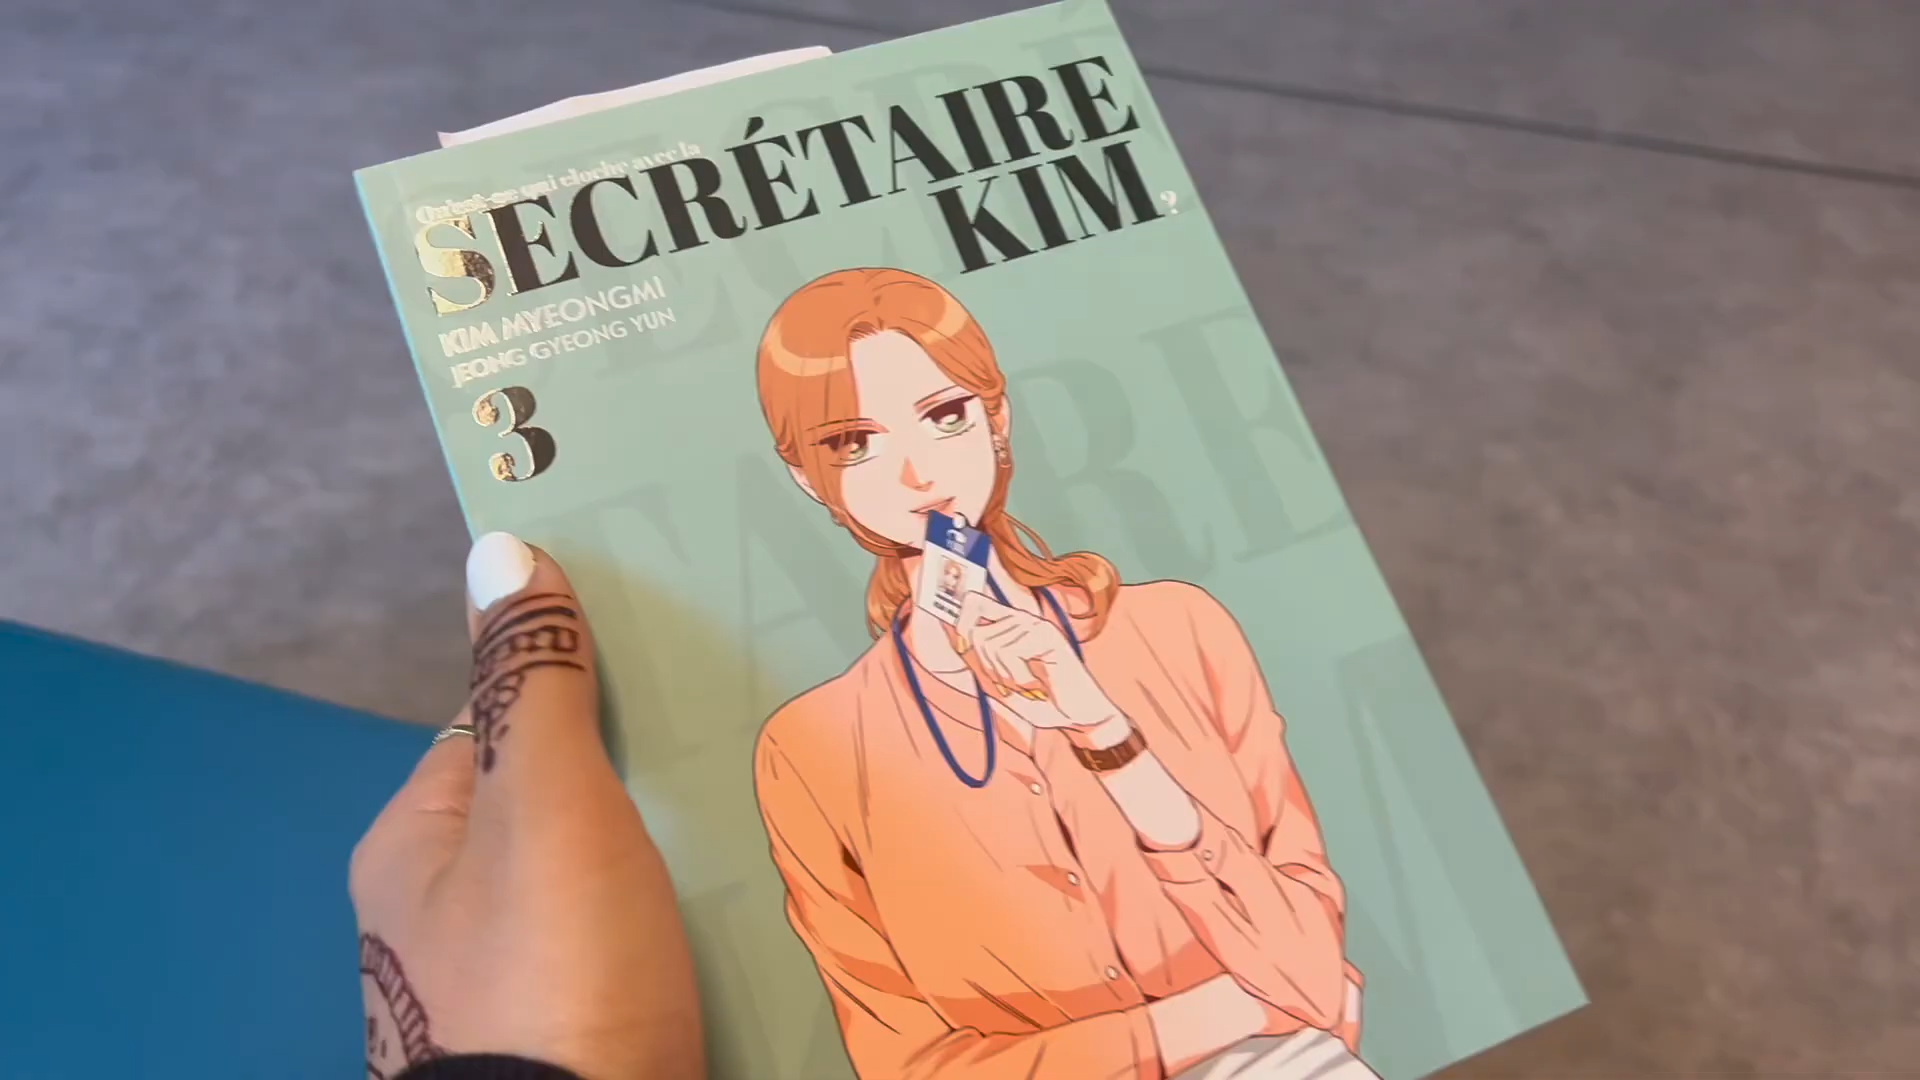 Qu'est-ce qui cloche avec la
SECRÉTAIRE
KIM?
KIM MYEONGMI
JEONG GYEONG YUN
3